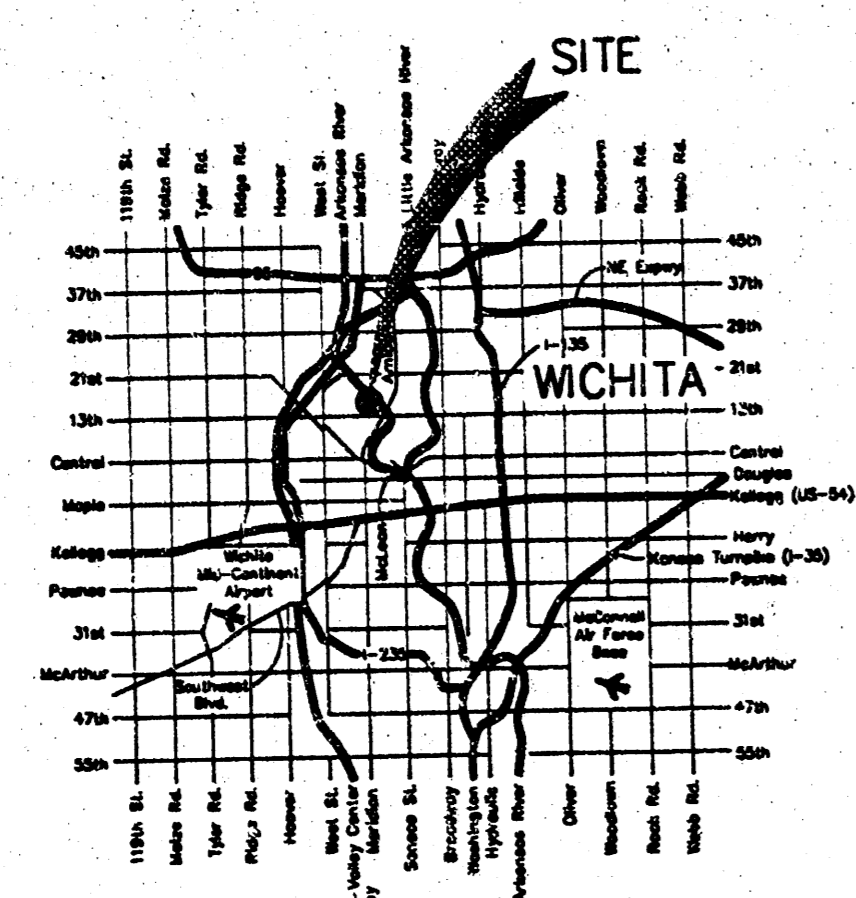 SITE
119th St.
Maize Rd.
Tyler Rd.
Ridge Rd.
Hoover
West St.
Arkansas River
Meridian
Little Arkansas River
Hillside
Oliver
Woodlawn
Rock Rd.
Webb Rd.
45th
45th
37th
37th
NE Expwy
29th
29th
I-135
21st
21st
WICHITA
13th
13th
Central
Central
Douglas
Maple
Kellogg (US-54)
McLean
Harry
Kellogg
Wichita
Mid-Continent
Airport
Kansas Turnpike (I-35)
Pawnee
Pawnee
McConnell
Air Force
Base
31st
31st
I-235
McArthur
McArthur
Southwest
Blvd.
47th
47th
55th
55th
119th St.
Maize Rd.
Tyler Rd.
Ridge Rd.
Hoover
West St.
Valley Center
Meridian
Seneca St.
Broadway
Washington
Hydraulic
Arkansas River
Oliver
Woodlawn
Rock Rd.
Webb Rd.